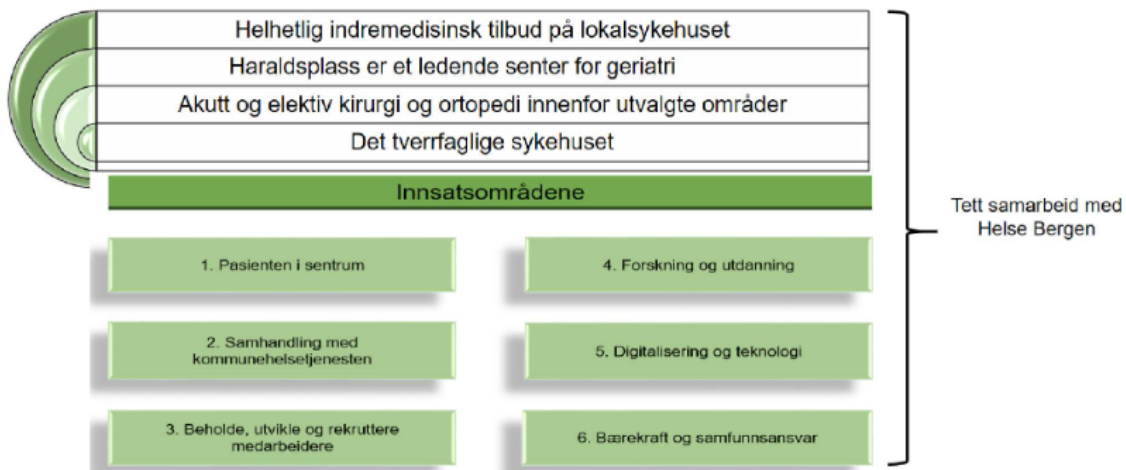 Helhetlig indremedisinsk tilbud på lokalsykehuset
Haraldsplass er et ledende senter for geriatri
Akutt og elektiv kirurgi og ortopedi innenfor utvalgte områder
Det tverrfaglige sykehuset
Innsatsområdene
1. Pasienten i sentrum
2. Samhandling med
kommunehelsetjenesten
3. Beholde, utvikle og rekruttere
medarbeidere
4. Forskning og utdanning
5. Digitalisering og teknologi
6. Bærekraft og samfunnsansvar
Tett samarbeid med
Helse Bergen